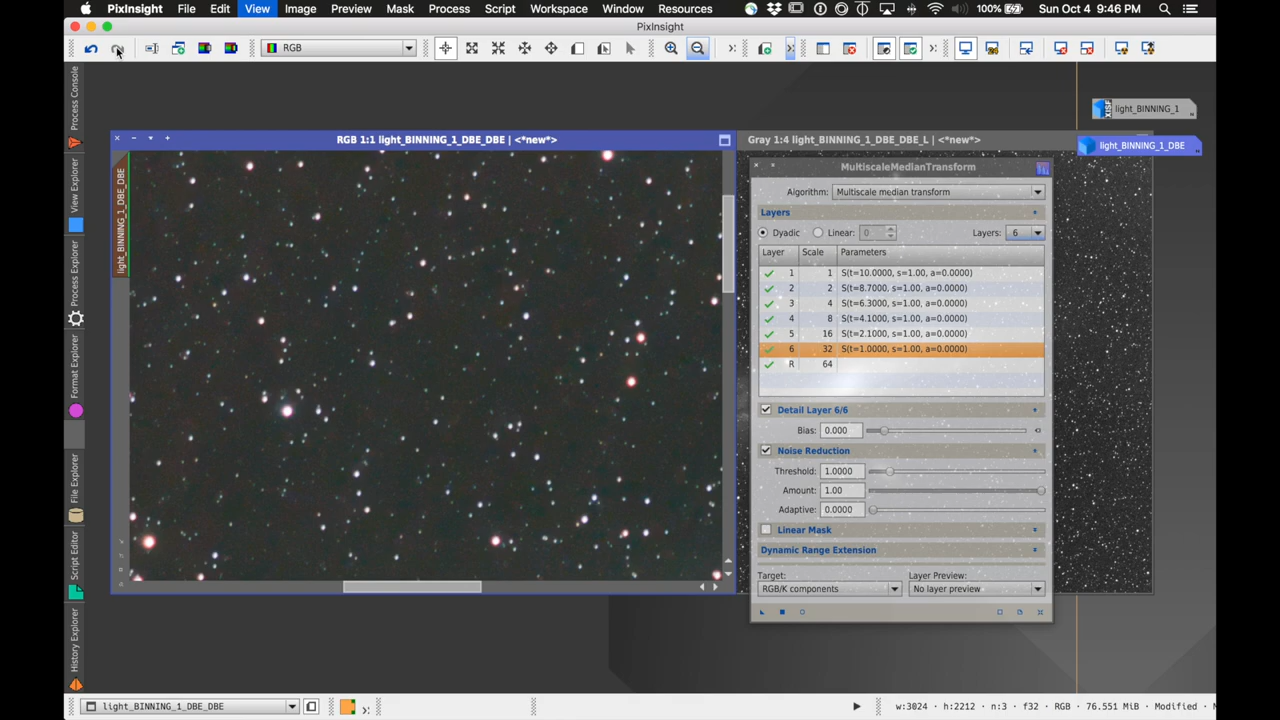 PixInsight File Edit View Image Preview Mask Process Script Workspace Window Resources 100% Sun Oct 4 9:46 PM
PixInsight
RGB
Process Console
View Explorer
Process Explorer
Format Explorer
File Explorer
Script Editor
History Explorer
light_BINNING_1
light_BINNING_1_DBE
RGB 1:1 light_BINNING_1_DBE_DBE | <*new*>
light_BINNING_1_DBE_DBE
Gray 1:4 light_BINNING_1_DBE_DBE_L | <*new*>
MultiscaleMedianTransform
Algorithm: Multiscale median transform
Layers
Dyadic Linear: 0 Layers: 6
Layer Scale Parameters
1 1 S(t=10.0000, s=1.00, a=0.0000)
2 2 S(t=8.7000, s=1.00, a=0.0000)
3 4 S(t=6.3000, s=1.00, a=0.0000)
4 8 S(t=4.1000, s=1.00, a=0.0000)
5 16 S(t=2.1000, s=1.00, a=0.0000)
6 32 S(t=1.0000, s=1.00, a=0.0000)
R 64
Detail Layer 6/6
Bias: 0.000
Noise Reduction
Threshold: 1.0000
Amount: 1.00
Adaptive: 0.0000
Linear Mask
Dynamic Range Extension
Target: Layer Preview:
RGB/K components No layer preview
light_BINNING_1_DBE_DBE
w:3024 · h:2212 · n:3 · f32 · RGB · 76.551 MiB · Modified ·